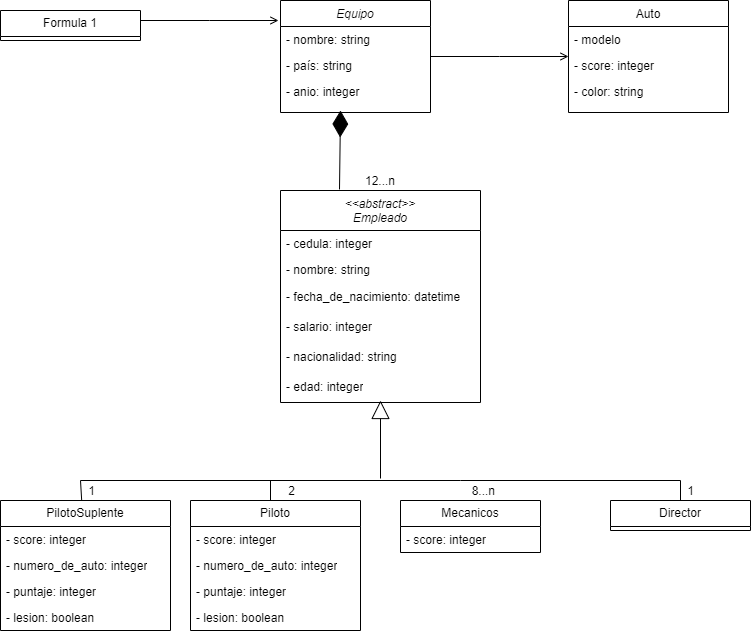 Formula 1
Equipo
- nombre: string
- país: string
- anio: integer
Auto
- modelo
- score: integer
- color: string
12...n
<<abstract>>
Empleado
- cedula: integer
- nombre: string
- fecha_de_nacimiento: datetime
- salario: integer
- nacionalidad: string
- edad: integer
1
2
8...n
1
PilotoSuplente
- score: integer
- numero_de_auto: integer
- puntaje: integer
- lesion: boolean
Piloto
- score: integer
- numero_de_auto: integer
- puntaje: integer
- lesion: boolean
Mecanicos
- score: integer
Director